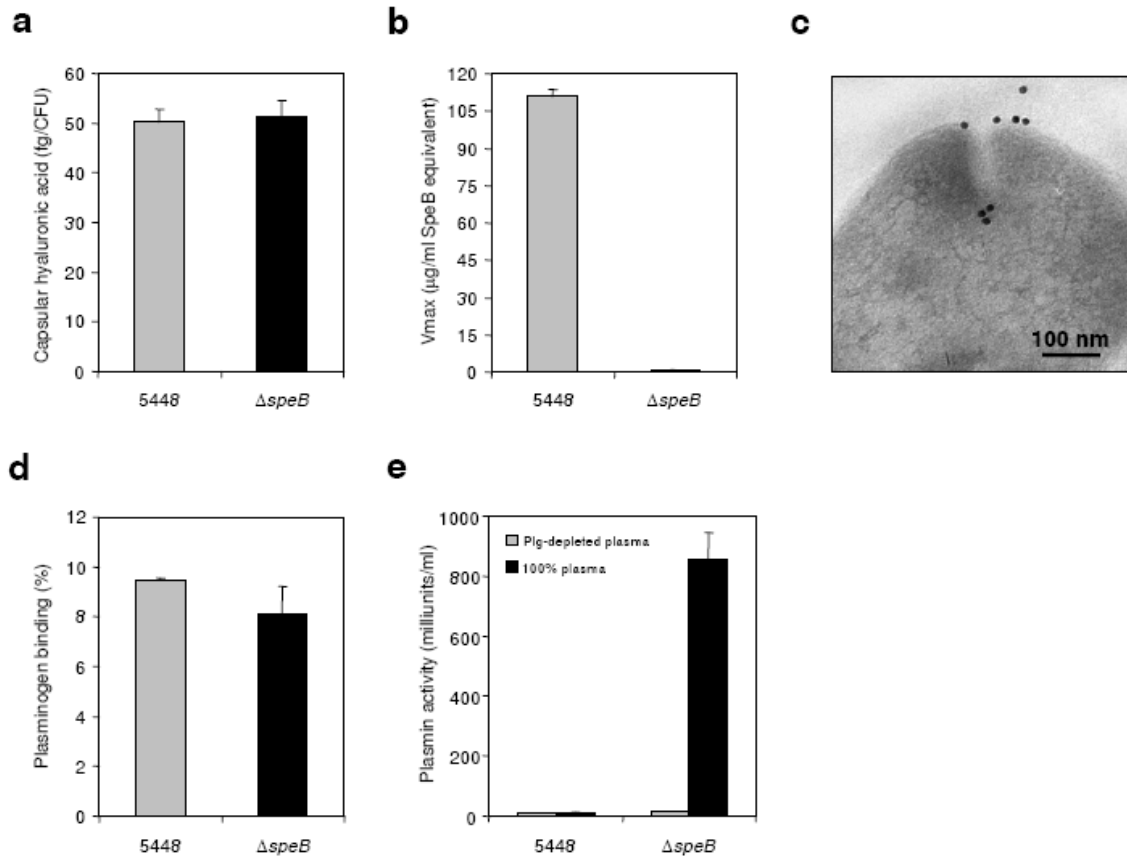 a
b
c
Capsular hyaluronic acid (fg/CFU)
60
50
40
30
20
10
0
5448
ΔspeB
Vmax (µg/ml SpeB equivalent)
120
105
90
75
60
45
30
15
0
5448
ΔspeB
100 nm
d
e
Plasminogen binding (%)
12
10
8
6
4
2
0
5448
ΔspeB
Plasmin activity (milliunits/ml)
1000
800
600
400
200
0
Plg-depleted plasma
100% plasma
5448
ΔspeB